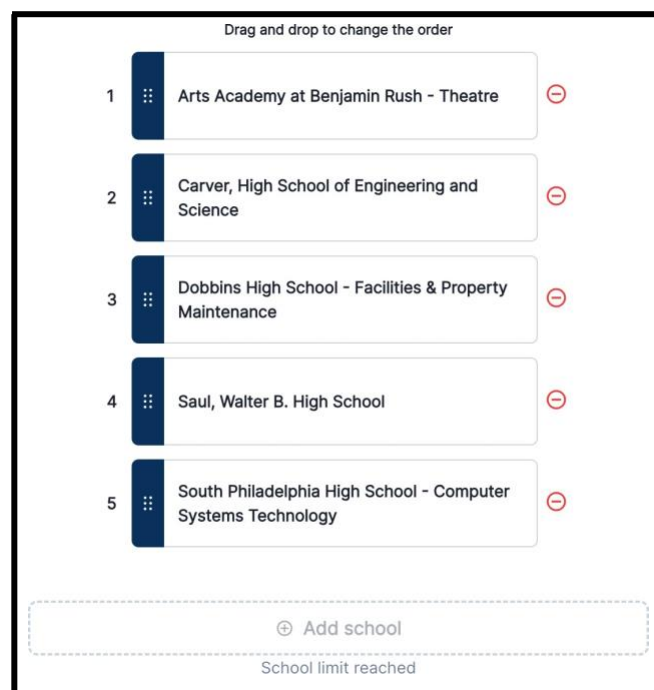 Drag and drop to change the order
1
Arts Academy at Benjamin Rush - Theatre
2
Carver, High School of Engineering and
Science
3
Dobbins High School - Facilities & Property
Maintenance
4
Saul, Walter B. High School
5
South Philadelphia High School - Computer
Systems Technology
Add school
School limit reached